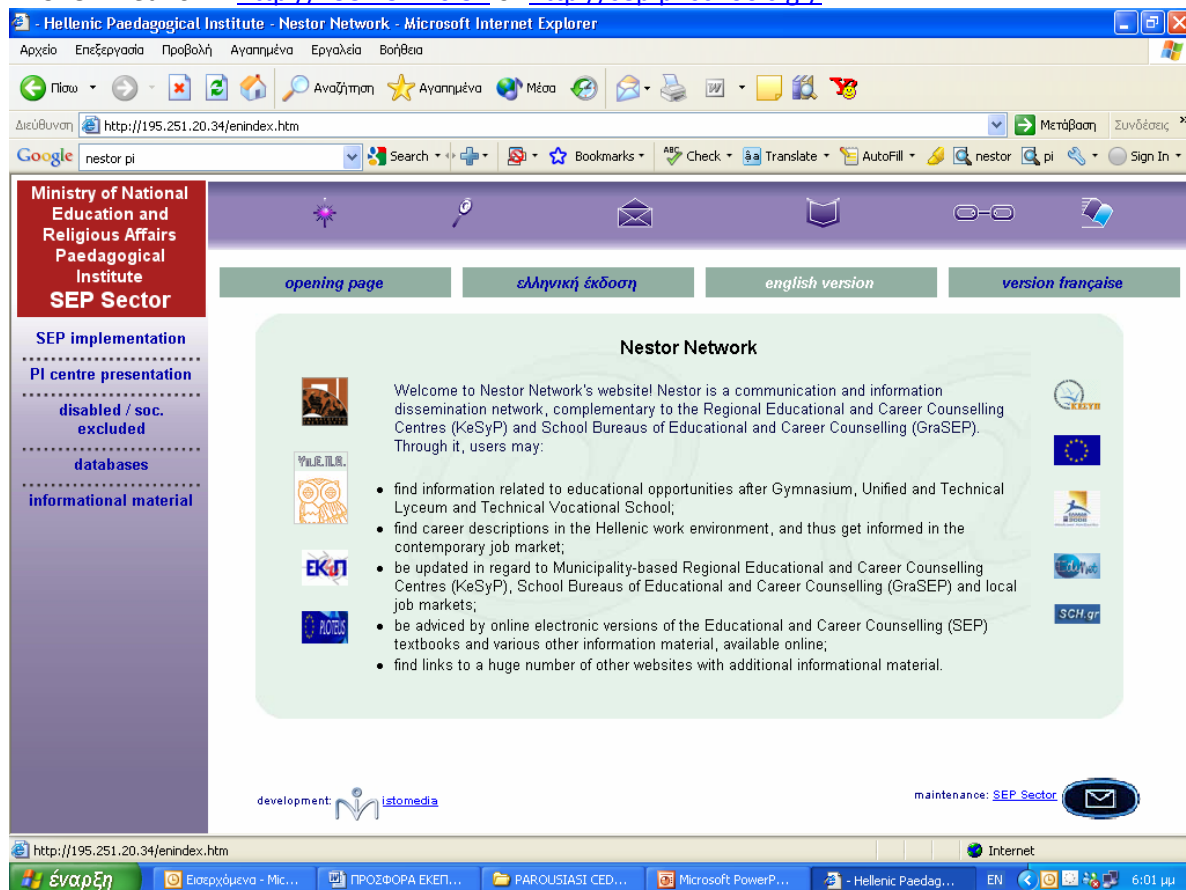 - Hellenic Paedagogical Institute - Nestor Network - Microsoft Internet Explorer
Αρχείο Επεξεργασία Προβολή Αγαπημένα Εργαλεία Βοήθεια
Πίσω Αναζήτηση Αγαπημένα Μέσα
Διεύθυνση http://195.251.20.34/enindex.htm Μετάβαση Συνδέσεις »
Google nestor pi Search Bookmarks Check Translate AutoFill nestor pi Sign In
Ministry of National
Education and
Religious Affairs
Paedagogical
Institute
SEP Sector
opening page ελληνική έκδοση english version version française
SEP implementation
PI centre presentation
disabled / soc.
excluded
databases
informational material
Nestor Network
Welcome to Nestor Network's website! Nestor is a communication and information
dissemination network, complementary to the Regional Educational and Career Counselling
Centres (KeSyP) and School Bureaus of Educational and Career Counselling (GraSEP).
Through it, users may:
• find information related to educational opportunities after Gymnasium, Unified and Technical
Lyceum and Technical Vocational School;
• find career descriptions in the Hellenic work environment, and thus get informed in the
contemporary job market;
• be updated in regard to Municipality-based Regional Educational and Career Counselling
Centres (KeSyP), School Bureaus of Educational and Career Counselling (GraSEP) and local
job markets;
• be adviced by online electronic versions of the Educational and Career Counselling (SEP)
textbooks and various other information material, available online;
• find links to a huge number of other websites with additional informational material.
Υπ.Ε.Π.Θ.
ΕΚεΠ
PLOTEUS
EduNet
SCH.gr
development: istomedia
maintenance: SEP Sector
http://195.251.20.34/enindex.htm Internet
έναρξη Εισερχόμενα - Mic... ΠΡΟΣΦΟΡΑ ΕΚΕΠ... PAROUSIASI CED... Microsoft PowerP... - Hellenic Paedag... EN 6:01 μμ